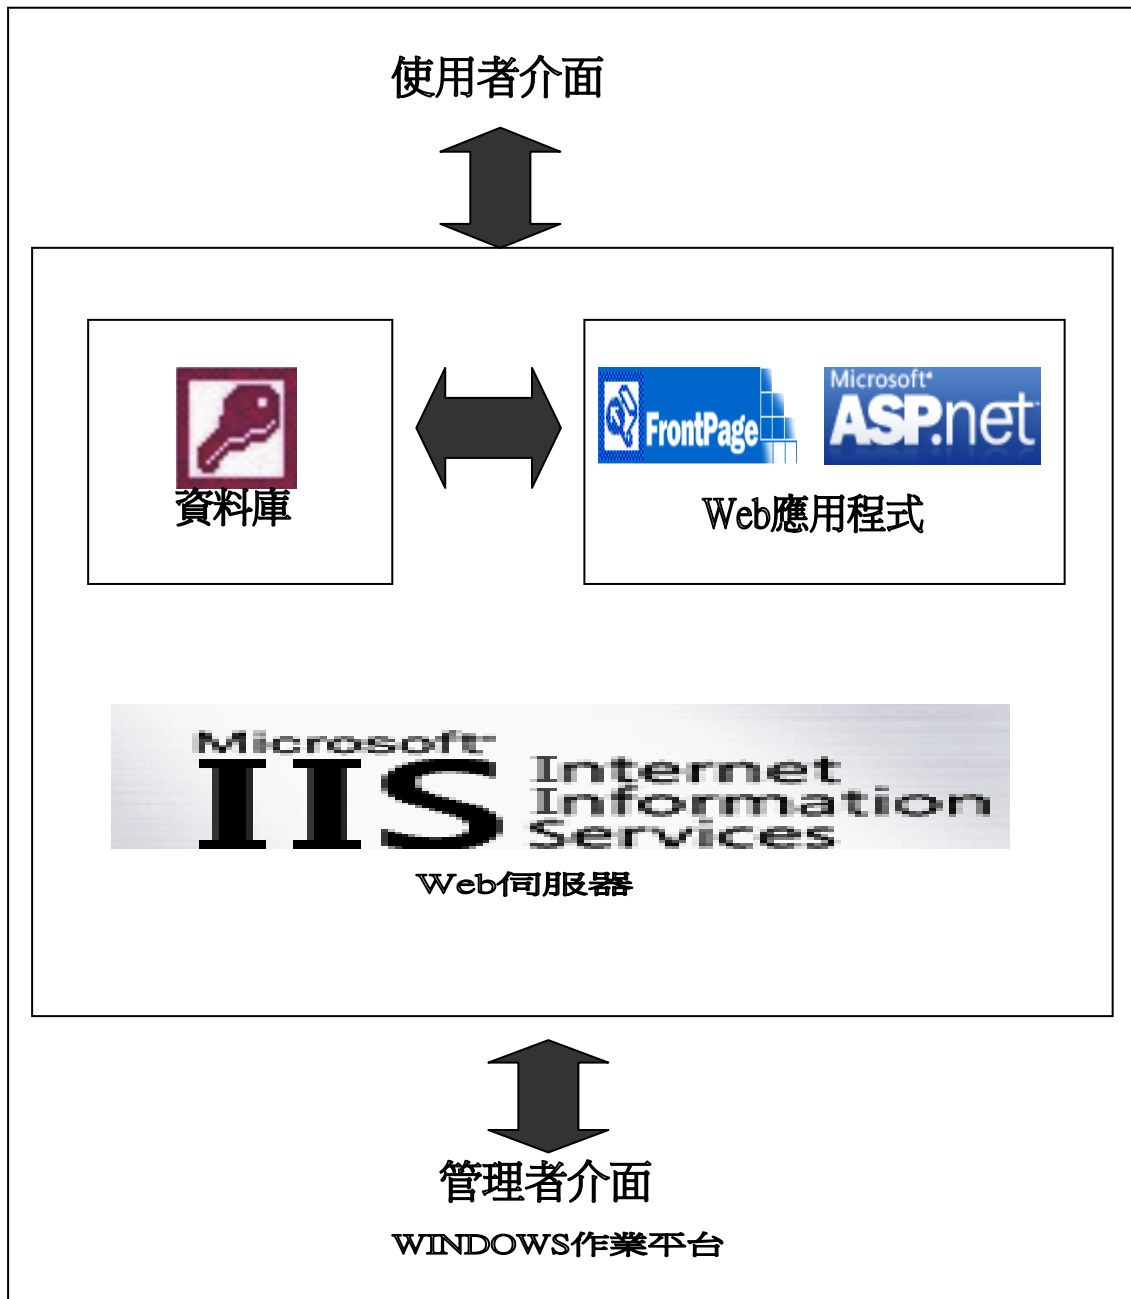 使用者介面
FrontPage
Microsoft
ASP.net
資料庫
Web應用程式
Microsoft
IIS
Internet
Information
Services
Web伺服器
管理者介面
WINDOWS作業平台